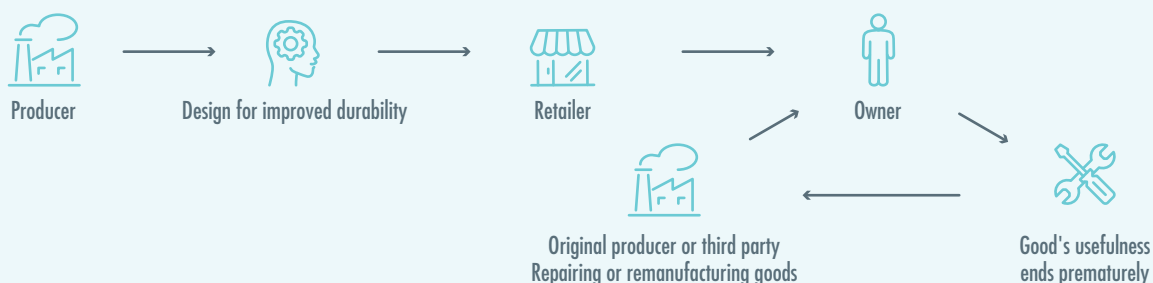 Producer
Design for improved durability
Retailer
Owner
Original producer or third party
Repairing or remanufacturing goods
Good's usefulness
ends prematurely